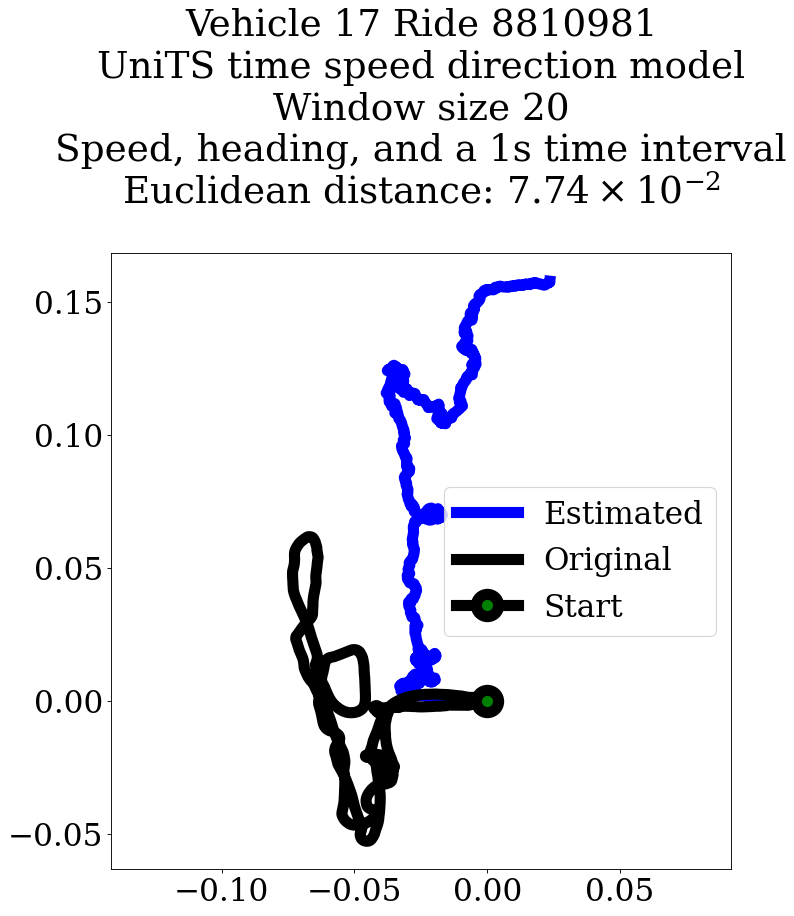 Vehicle 17 Ride 8810981
UniTS time speed direction model
Window size 20
Speed, heading, and a 1s time interval
Euclidean distance: 7.74 × 10⁻²
0.15
0.10
0.05
0.00
−0.05
Estimated
Original
Start
−0.10 −0.05 0.00 0.05